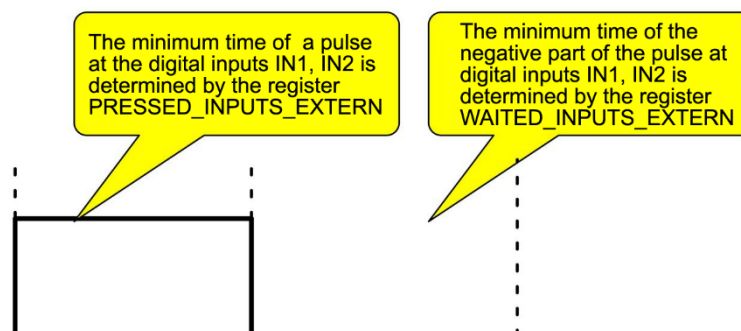 The minimum time of  a pulse
at the digital inputs IN1, IN2 is
determined by the register
PRESSED_INPUTS_EXTERN
The minimum time of the
negative part of the pulse at
digital inputs IN1, IN2 is
determined by the register
WAITED_INPUTS_EXTERN